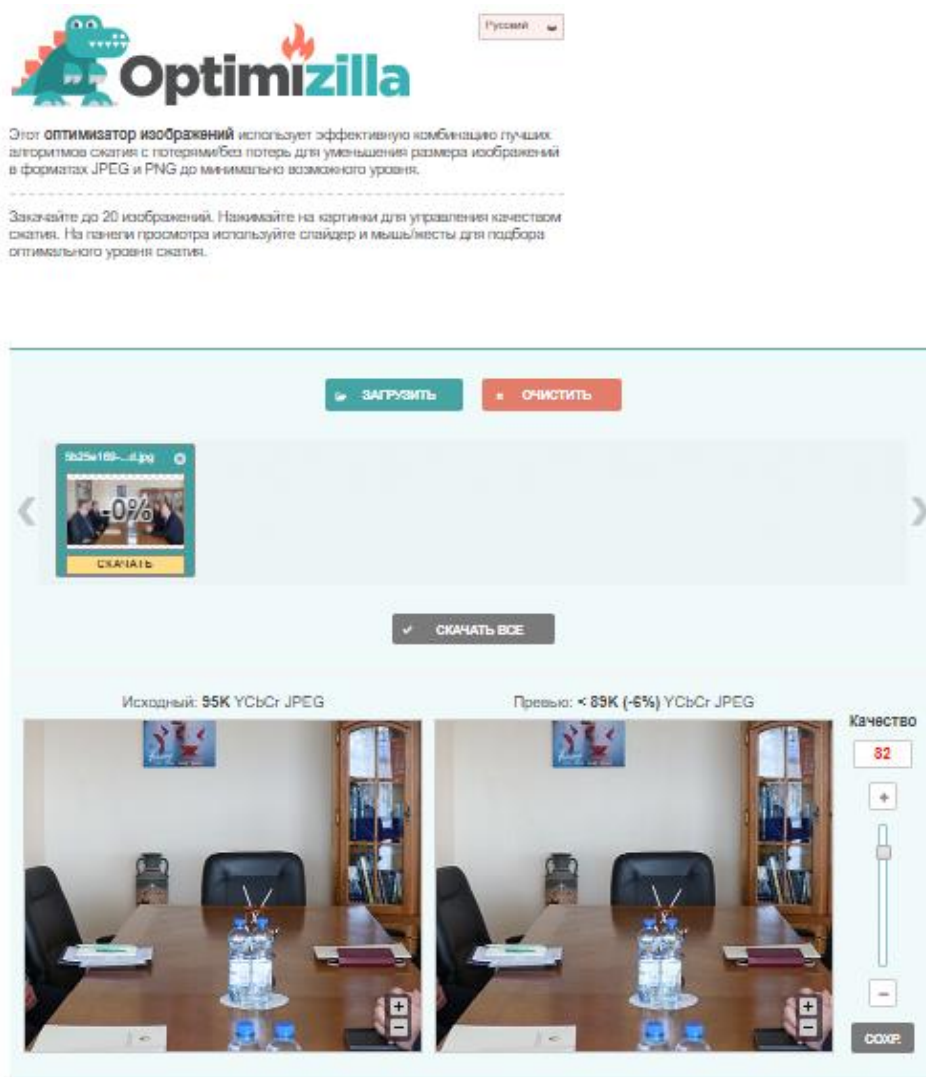 Optimizilla
Русский
Этот оптимизатор изображений использует эффективную комбинацию лучших
алгоритмов сжатия с потерями/без потерь для уменьшения размера изображений
в форматах JPEG и PNG до минимально возможного уровня.
Закачайте до 20 изображений. Нажимайте на картинки для управления качеством
сжатия. На панели просмотра используйте слайдер и мышь/жесты для подбора
оптимального уровня сжатия.
ЗАГРУЗИТЬ
ОЧИСТИТЬ
-0%
СКАЧАТЬ
СКАЧАТЬ ВСЕ
Исходный: 95K YCbCr JPEG
Превью: < 89K (-6%) YCbCr JPEG
Качество
82
СОХР.